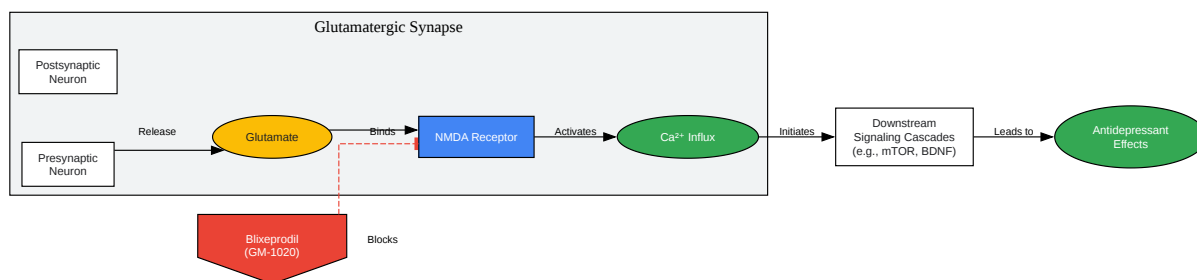 Glutamatergic Synapse
Postsynaptic
Neuron
Presynaptic
Neuron
Release
Glutamate
Binds
NMDA Receptor
Activates
Ca²⁺ Influx
Initiates
Downstream
Signaling Cascades
(e.g., mTOR, BDNF)
Leads to
Antidepressant
Effects
Blixeprodil
(GM-1020)
Blocks